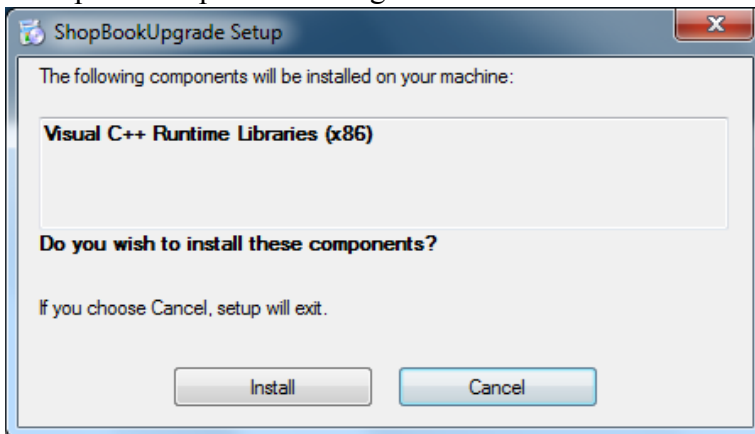 ShopBookUpgrade Setup
The following components will be installed on your machine:
Visual C++ Runtime Libraries (x86)
Do you wish to install these components?
If you choose Cancel, setup will exit.
Install
Cancel